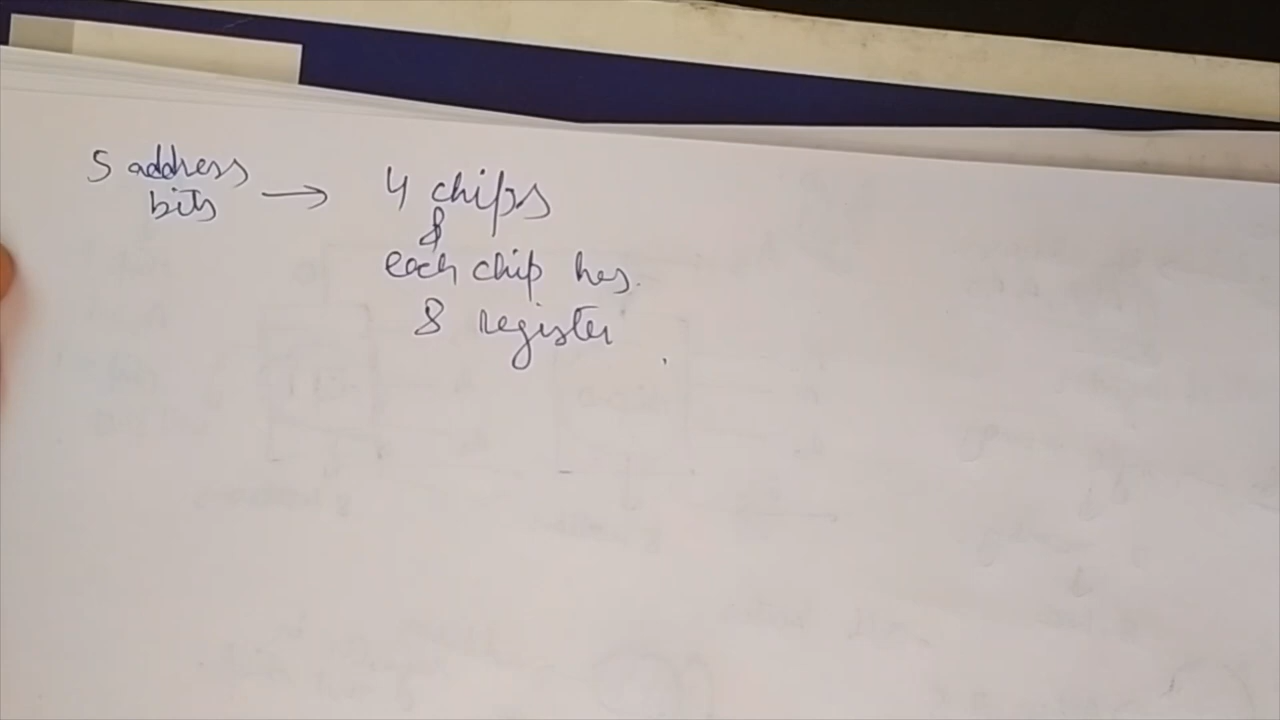 5 address
bits → 4 chips
&
each chip has
8 register